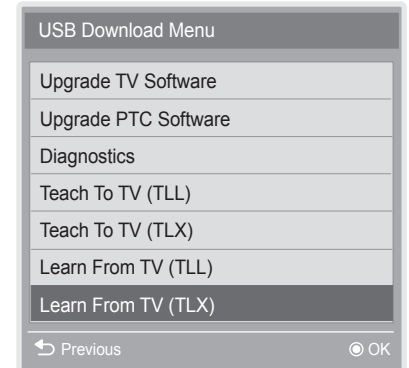 USB Download Menu
Upgrade TV Software
Upgrade PTC Software
Diagnostics
Teach To TV (TLL)
Teach To TV (TLX)
Learn From TV (TLL)
Learn From TV (TLX)
Previous OK